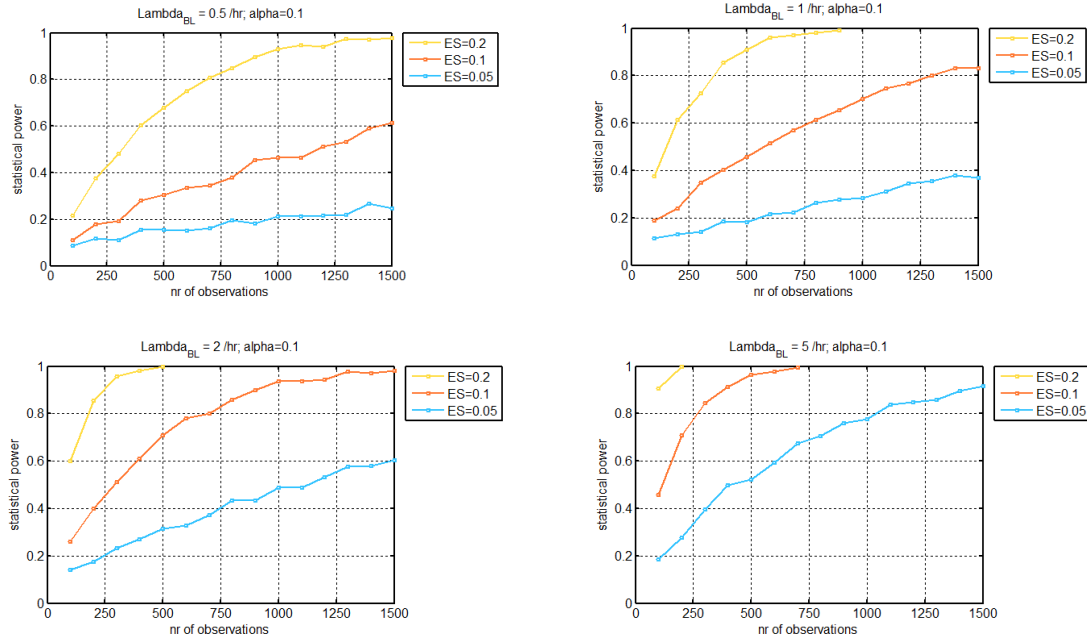 Lambda_BL = 0.5 /hr; alpha=0.1
statistical power
1
0.8
0.6
0.4
0.2
0
0 250 500 750 1000 1250 1500
nr of observations
ES=0.2
ES=0.1
ES=0.05
Lambda_BL = 1 /hr; alpha=0.1
statistical power
1
0.8
0.6
0.4
0.2
0
0 250 500 750 1000 1250 1500
nr of observations
ES=0.2
ES=0.1
ES=0.05
Lambda_BL = 2 /hr; alpha=0.1
statistical power
1
0.8
0.6
0.4
0.2
0
0 250 500 750 1000 1250 1500
nr of observations
ES=0.2
ES=0.1
ES=0.05
Lambda_BL = 5 /hr; alpha=0.1
statistical power
1
0.8
0.6
0.4
0.2
0
0 250 500 750 1000 1250 1500
nr of observations
ES=0.2
ES=0.1
ES=0.05